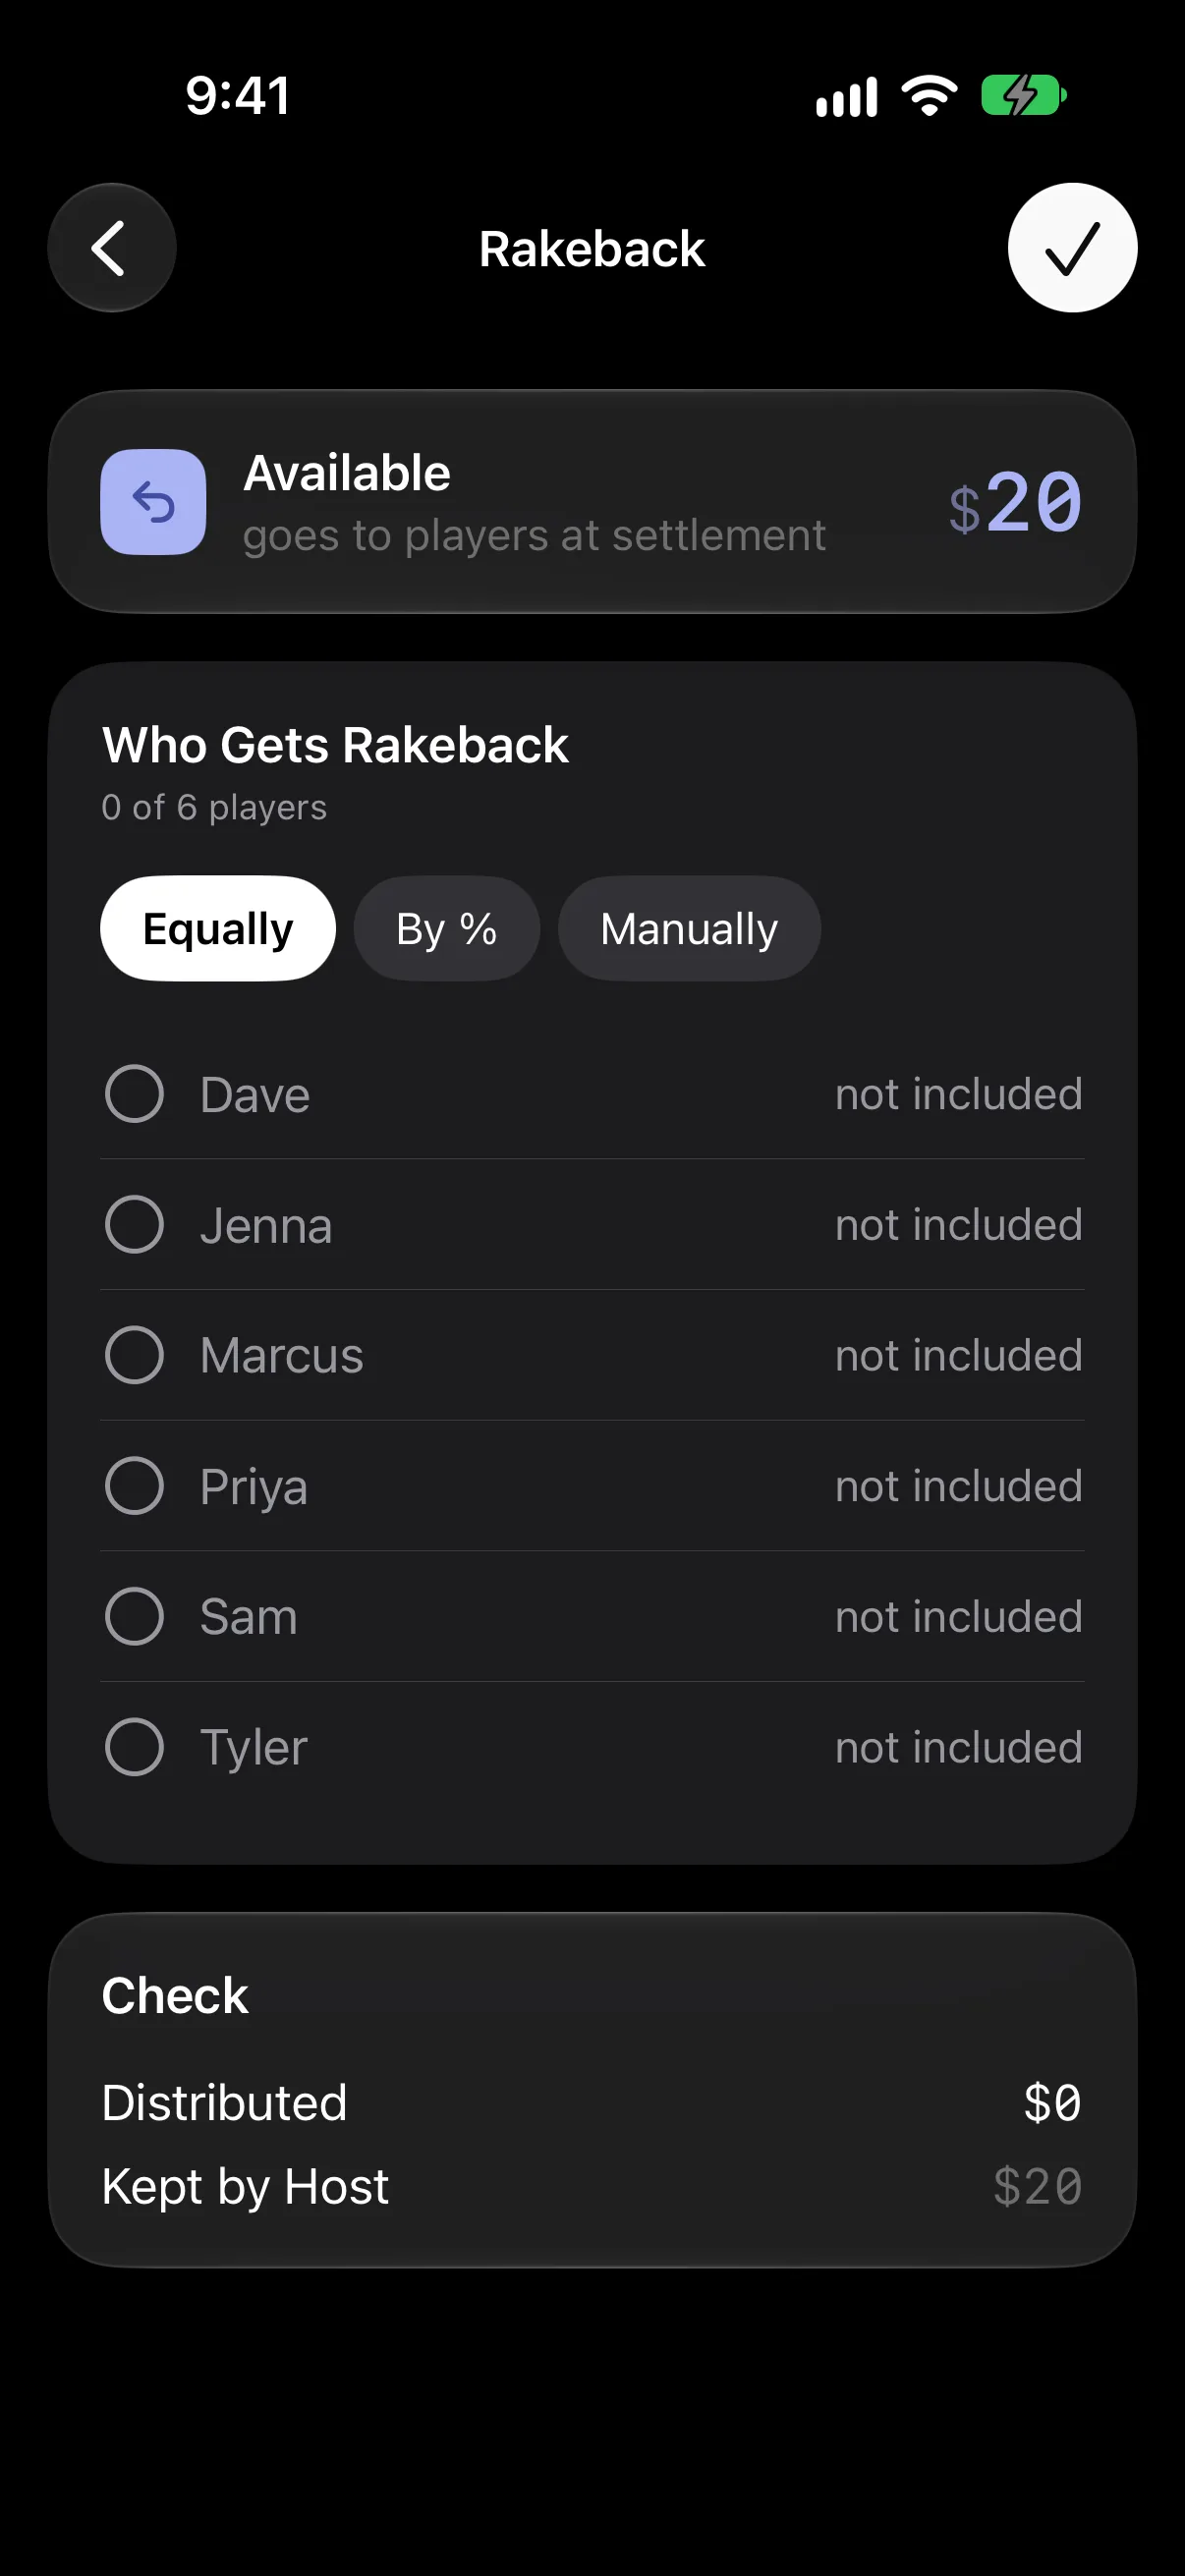 9:41
Rakeback
Available
goes to players at settlement
$20
Who Gets Rakeback
0 of 6 players
Equally By % Manually
Dave not included
Jenna not included
Marcus not included
Priya not included
Sam not included
Tyler not included
Check
Distributed $0
Kept by Host $20